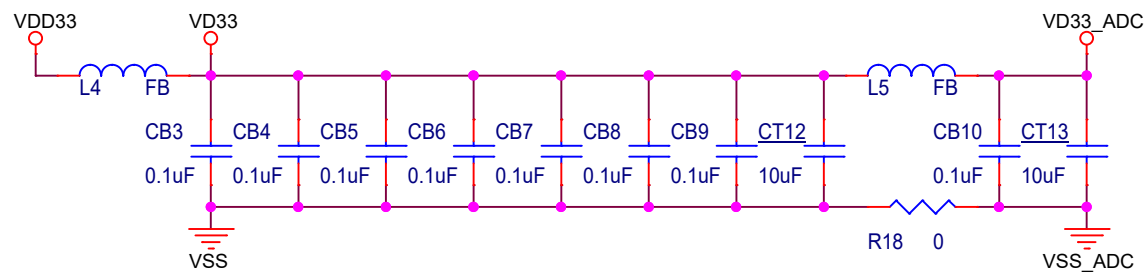 VDD33 VD33 VD33_ADC
L4 FB L5 FB
CB3 CB4 CB5 CB6 CB7 CB8 CB9 CT12 CB10 CT13
0.1uF 0.1uF 0.1uF 0.1uF 0.1uF 0.1uF 0.1uF 10uF 0.1uF 10uF
R18 0
VSS VSS_ADC